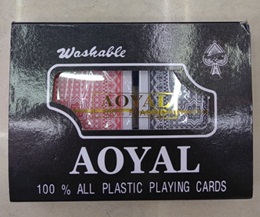 Washable
AOYAL
AOYAL
100 % ALL PLASTIC PLAYING CARDS